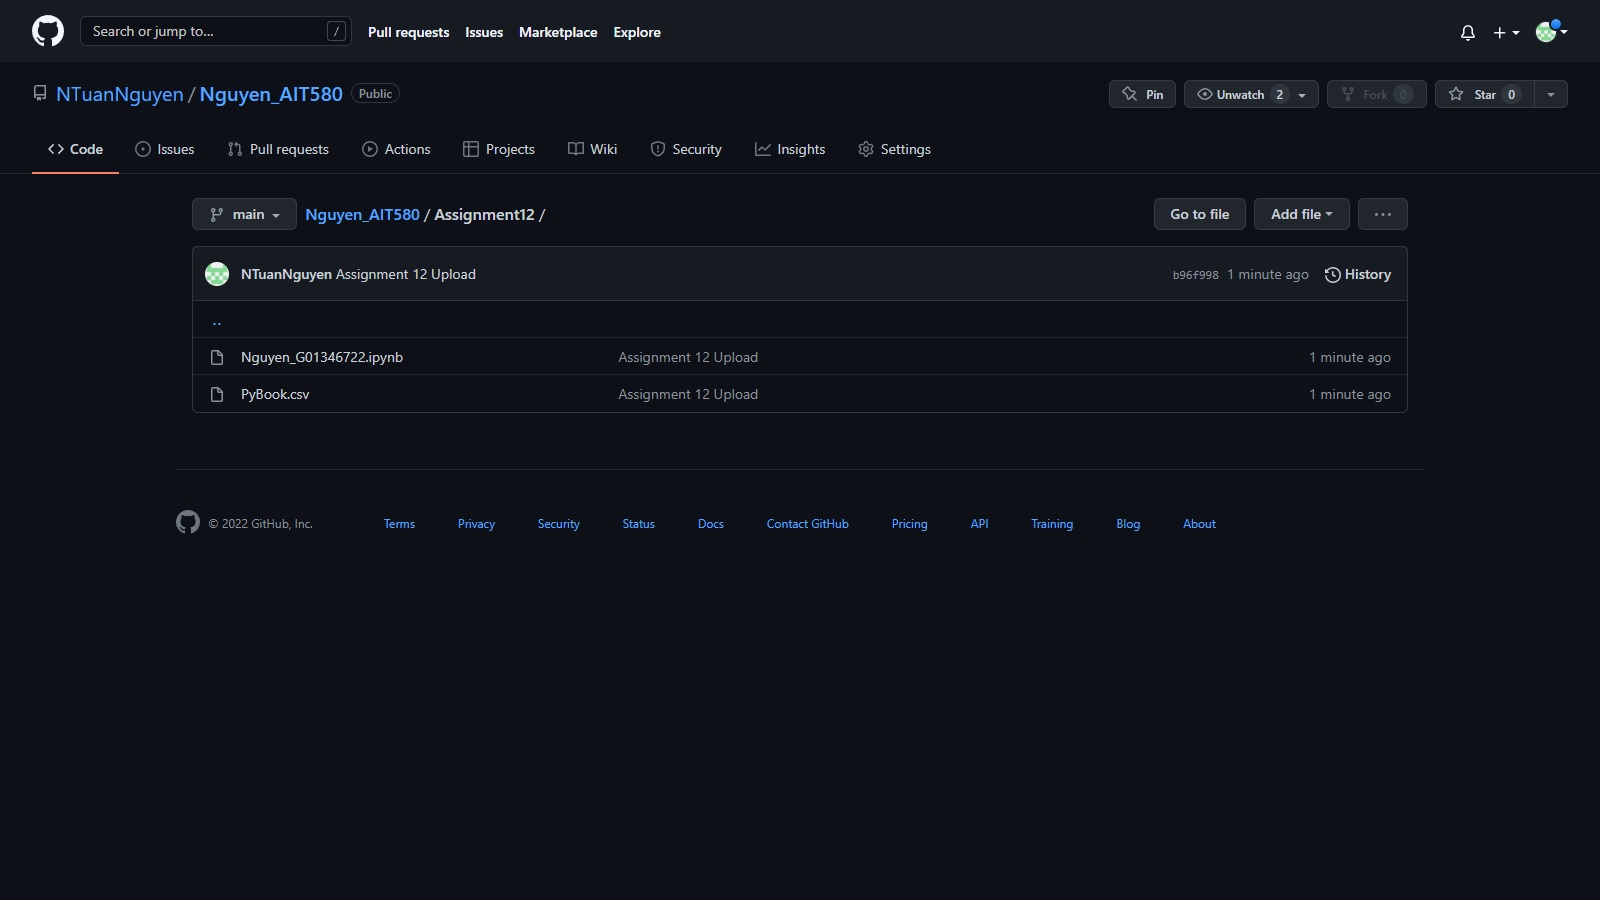 Search or jump to... /
Pull requests Issues Marketplace Explore
NTuanNguyen / Nguyen_AIT580 Public
Pin Unwatch 2 Fork 0 Star 0
Code Issues Pull requests Actions Projects Wiki Security Insights Settings
main Nguyen_AIT580 / Assignment12 /
Go to file Add file ...
NTuanNguyen Assignment 12 Upload b96f998 1 minute ago History
..
Nguyen_G01346722.ipynb Assignment 12 Upload 1 minute ago
PyBook.csv Assignment 12 Upload 1 minute ago
© 2022 GitHub, Inc. Terms Privacy Security Status Docs Contact GitHub Pricing API Training Blog About